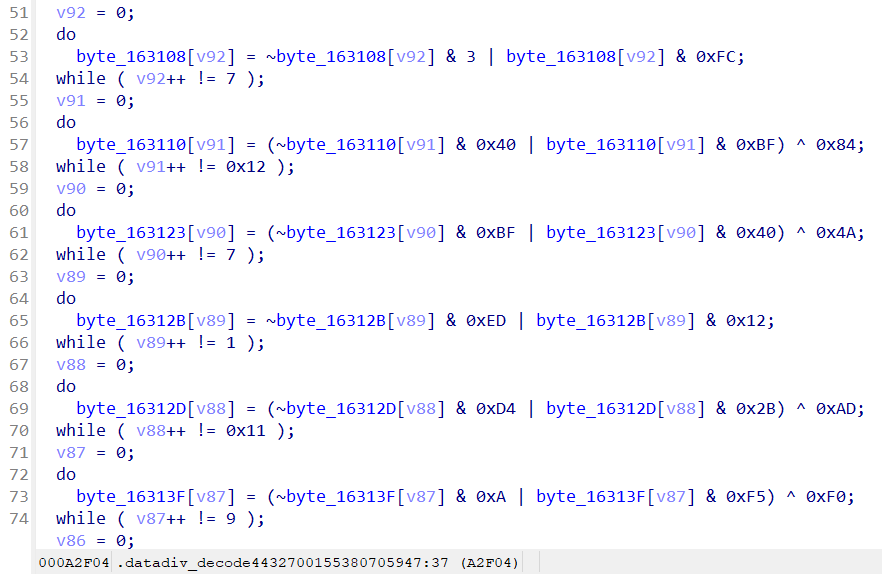 51 v92 = 0;
52 do
53 byte_163108[v92] = ~byte_163108[v92] & 3 | byte_163108[v92] & 0xFC;
54 while ( v92++ != 7 );
55 v91 = 0;
56 do
57 byte_163110[v91] = (~byte_163110[v91] & 0x40 | byte_163110[v91] & 0xBF) ^ 0x84;
58 while ( v91++ != 0x12 );
59 v90 = 0;
60 do
61 byte_163123[v90] = (~byte_163123[v90] & 0xBF | byte_163123[v90] & 0x40) ^ 0x4A;
62 while ( v90++ != 7 );
63 v89 = 0;
64 do
65 byte_16312B[v89] = ~byte_16312B[v89] & 0xED | byte_16312B[v89] & 0x12;
66 while ( v89++ != 1 );
67 v88 = 0;
68 do
69 byte_16312D[v88] = (~byte_16312D[v88] & 0xD4 | byte_16312D[v88] & 0x2B) ^ 0xAD;
70 while ( v88++ != 0x11 );
71 v87 = 0;
72 do
73 byte_16313F[v87] = (~byte_16313F[v87] & 0xA | byte_16313F[v87] & 0xF5) ^ 0xF0;
74 while ( v87++ != 9 );
v86 = 0;
000A2F04 .datadiv_decode4432700155380705947:37 (A2F04)